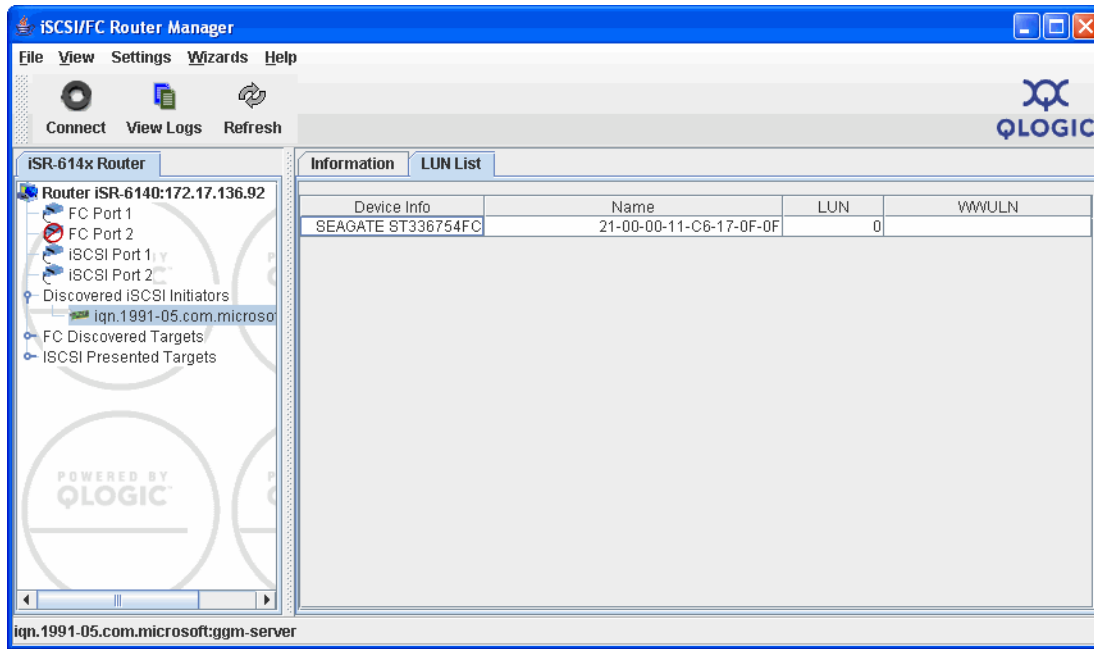 iSCSI/FC Router Manager
File View Settings Wizards Help
Connect View Logs Refresh
QLOGIC
iSR-614x Router
Information LUN List
Router iSR-6140:172.17.136.92
FC Port 1
FC Port 2
iSCSI Port 1
iSCSI Port 2
Discovered iSCSI Initiators
iqn.1991-05.com.microsof
FC Discovered Targets
ISCSI Presented Targets
Device Info Name LUN WWULN
SEAGATE ST336754FC 21-00-00-11-C6-17-0F-0F 0
POWERED BY
QLOGIC
iqn.1991-05.com.microsoft:ggm-server